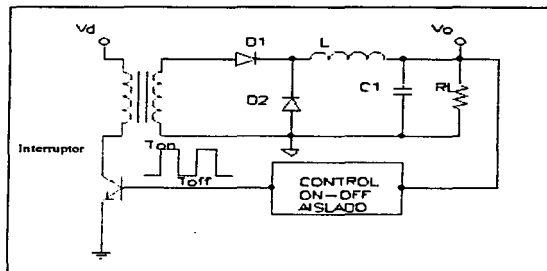 Vd
D1
L
Vo
D2
C1
RL
Interruptor
Ton
Toff
CONTROL
ON-OFF
AISLADO